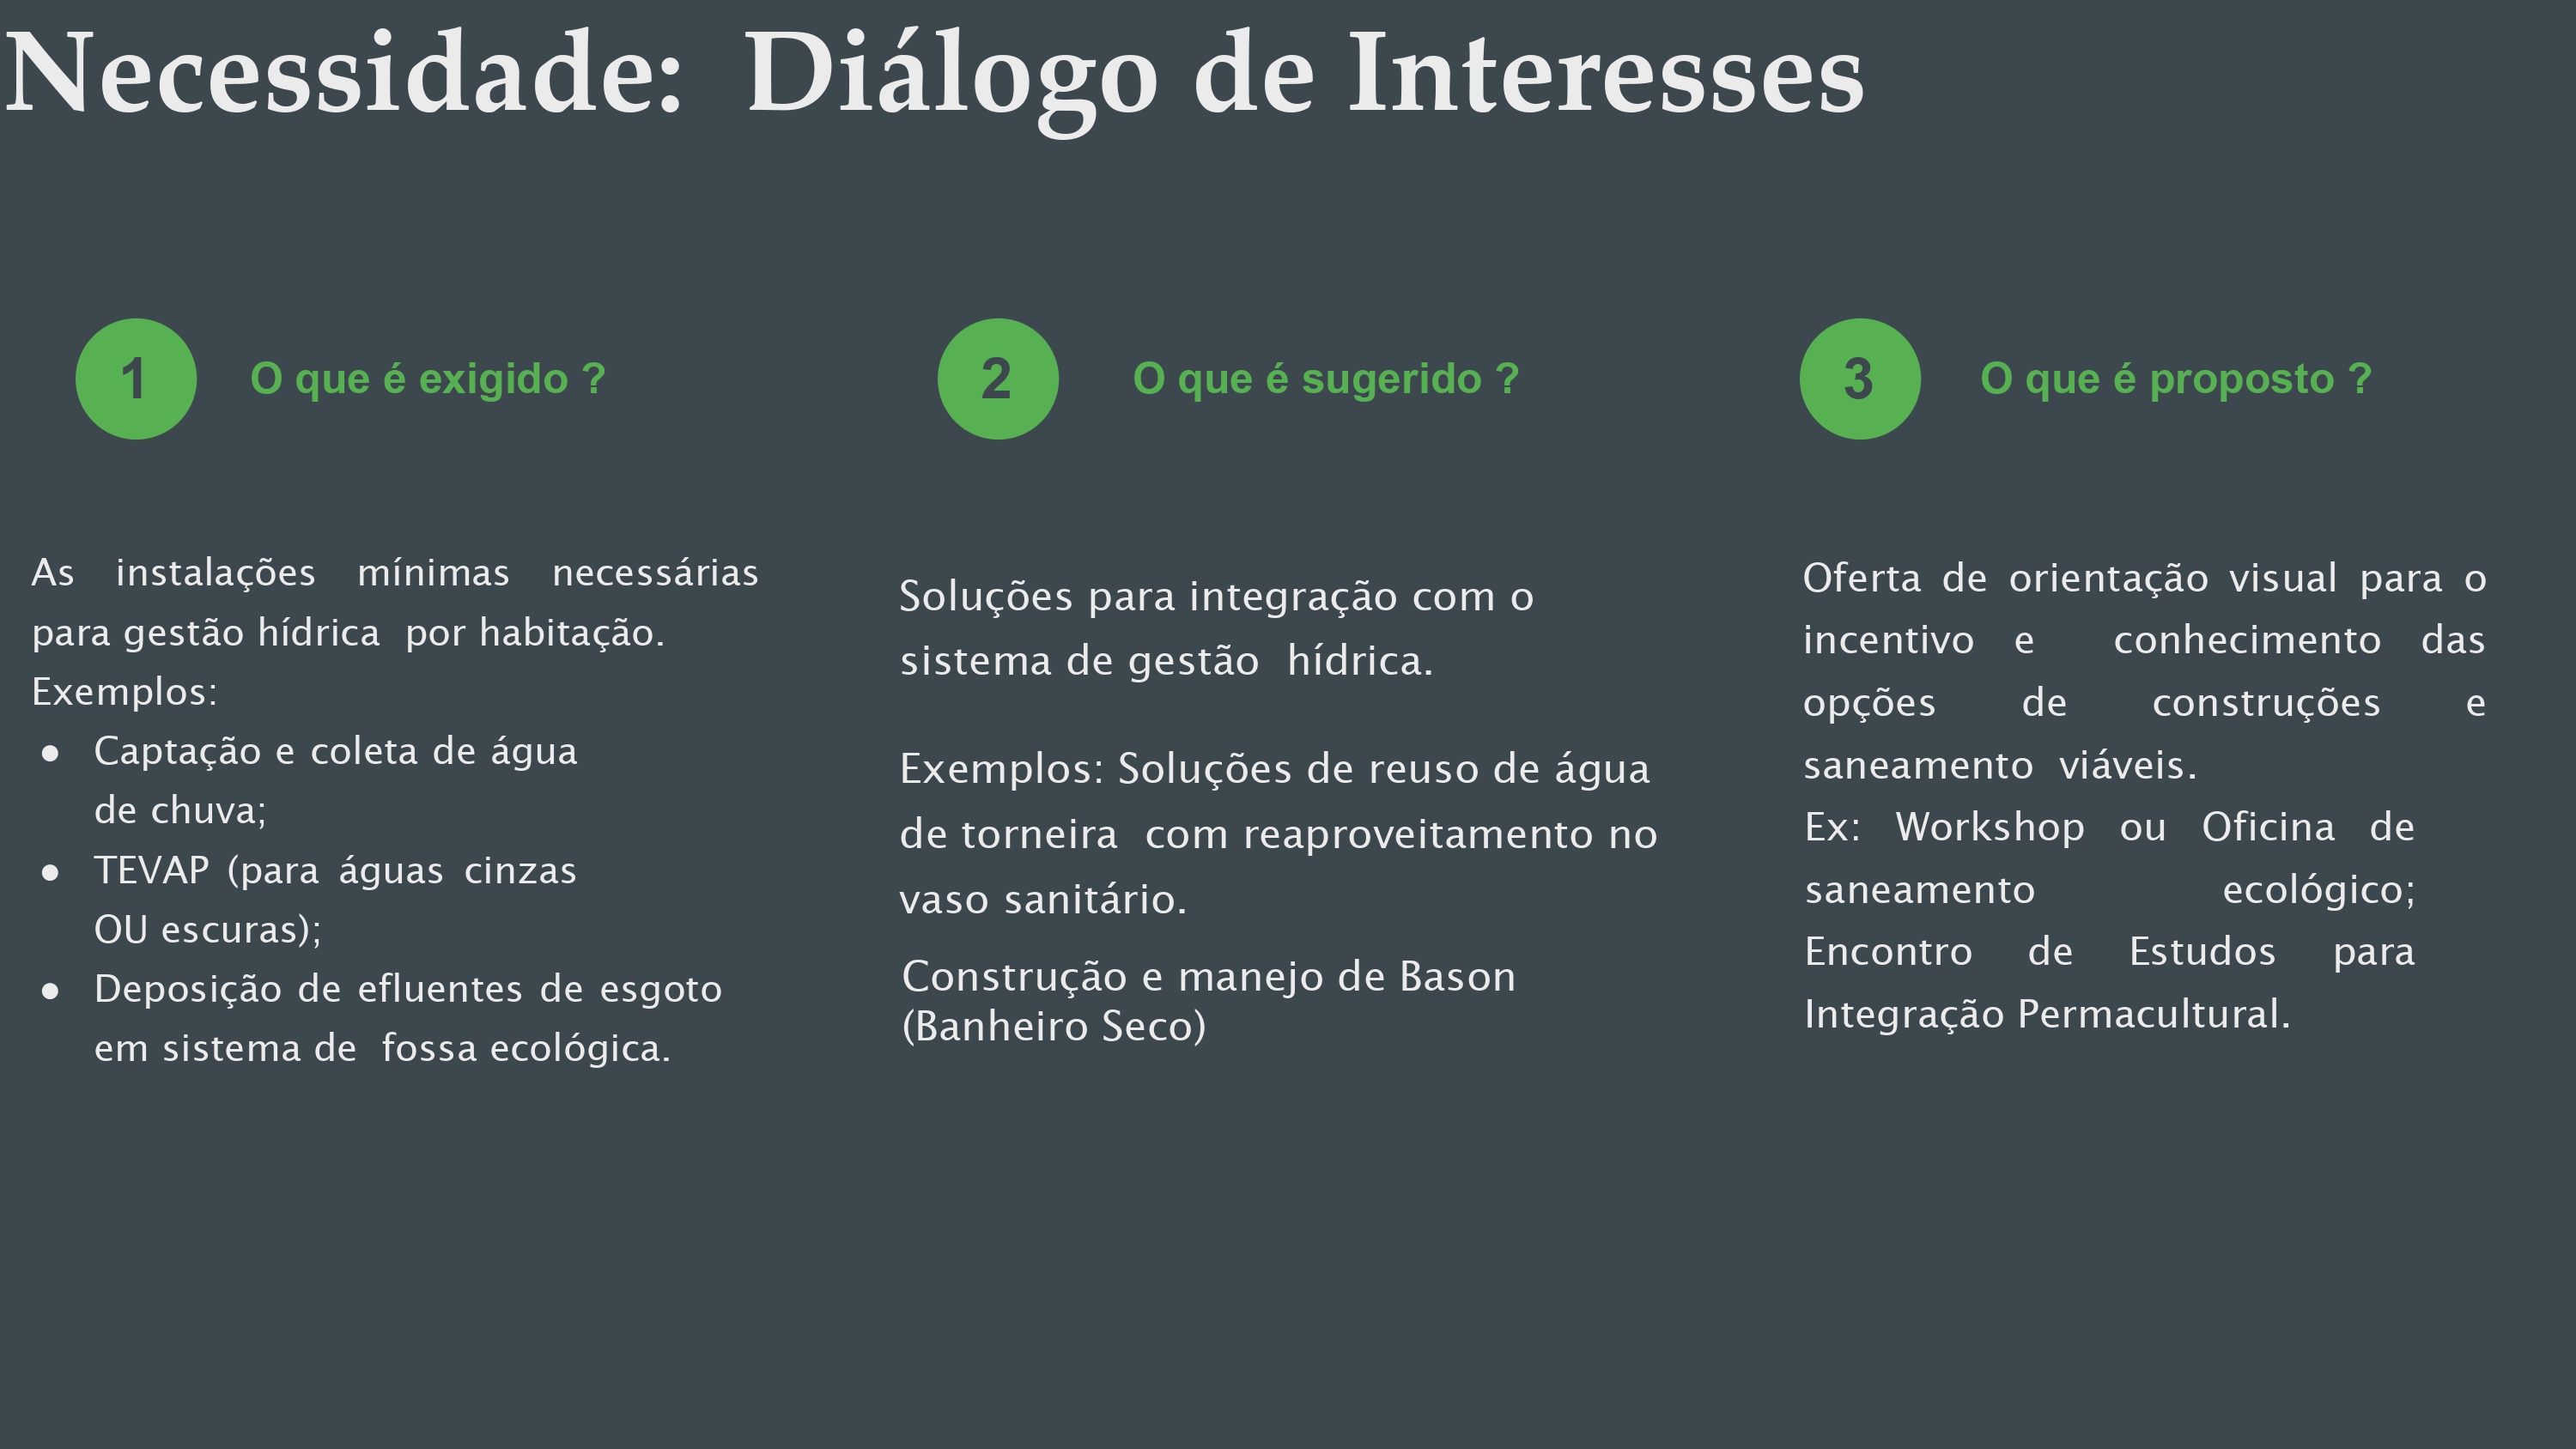 Necessidade: Diálogo de Interesses
1
O que é exigido ?
As instalações mínimas necessárias
para gestão hídrica por habitação.
Exemplos:
● Captação e coleta de água
de chuva;
● TEVAP (para águas cinzas
OU escuras);
● Deposição de efluentes de esgoto
em sistema de fossa ecológica.
2
O que é sugerido ?
Soluções para integração com o
sistema de gestão hídrica.
Exemplos: Soluções de reuso de água
de torneira com reaproveitamento no
vaso sanitário.
Construção e manejo de Bason
(Banheiro Seco)
3
O que é proposto ?
Oferta de orientação visual para o
incentivo e conhecimento das
opções de construções e
saneamento viáveis.
Ex: Workshop ou Oficina de
saneamento ecológico;
Encontro de Estudos para
Integração Permacultural.